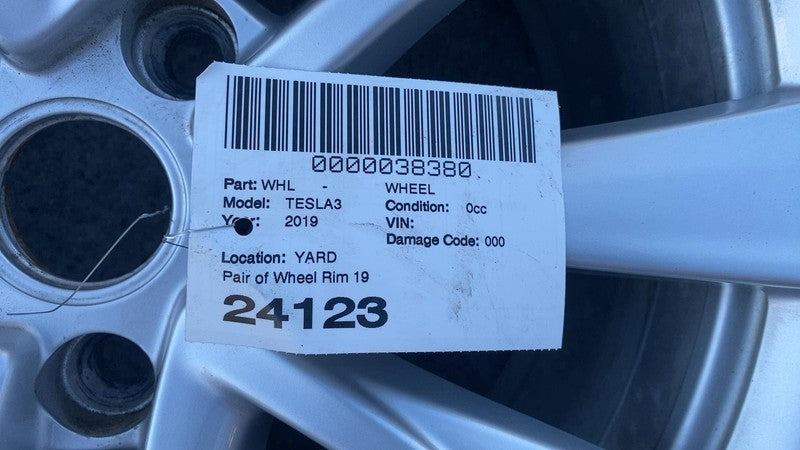 0000038380
Part: WHL - WHEEL
Model: TESLA3 Condition: 0cc
Year: 2019 VIN:
Damage Code: 000
Location: YARD
Pair of Wheel Rim 19
24123